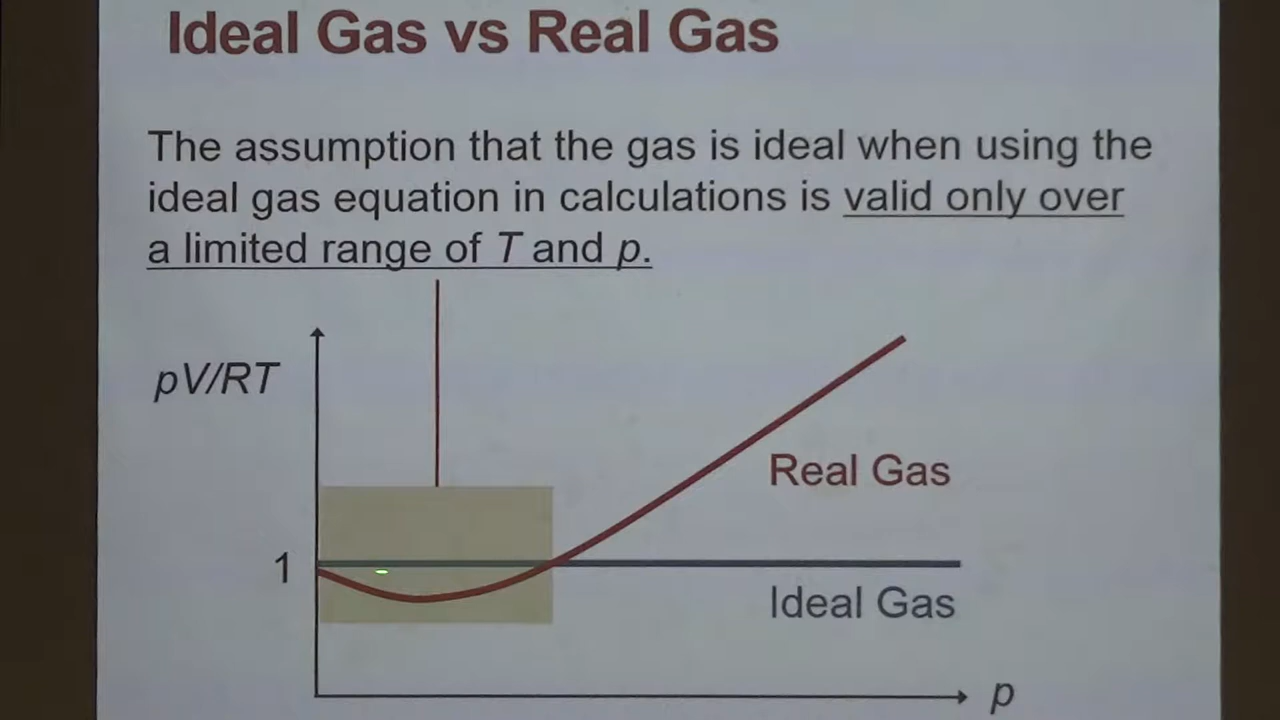 Ideal Gas vs Real Gas
The assumption that the gas is ideal when using the
ideal gas equation in calculations is valid only over
a limited range of T and p.
pV/RT
Real Gas
1
Ideal Gas
p